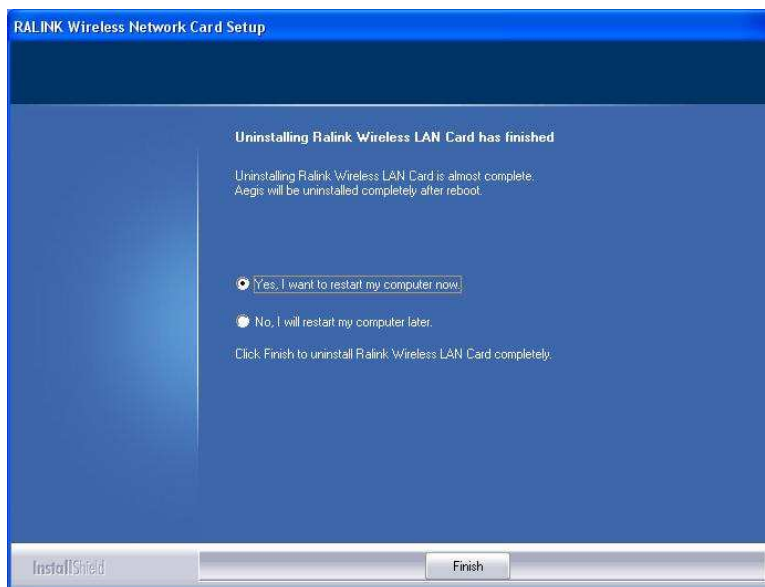 RALINK Wireless Network Card Setup
Uninstalling Ralink Wireless LAN Card has finished
Uninstalling Ralink Wireless LAN Card is almost complete.
Aegis will be uninstalled completely after reboot.
Yes, I want to restart my computer now.
No, I will restart my computer later.
Click Finish to uninstall Ralink Wireless LAN Card completely.
InstallShield
Finish